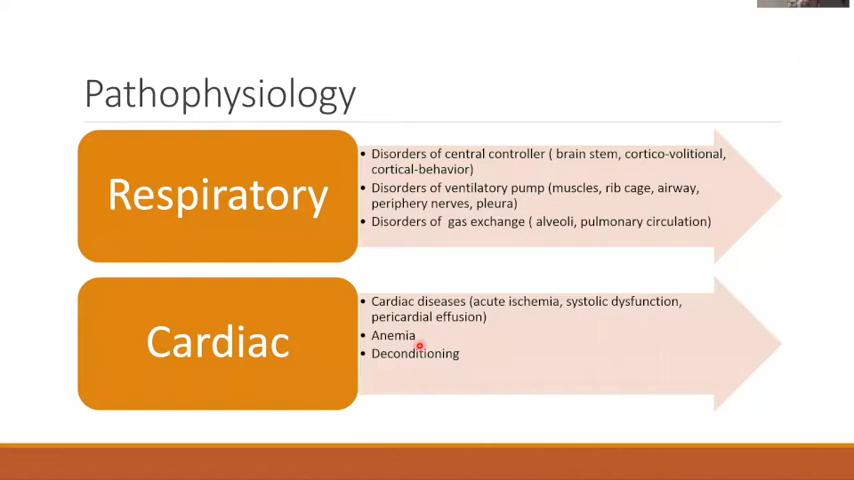 Pathophysiology
Respiratory
• Disorders of central controller ( brain stem, cortico-volitional,
cortical-behavior)
• Disorders of ventilatory pump (muscles, rib cage, airway,
periphery nerves, pleura)
• Disorders of  gas exchange ( alveoli, pulmonary circulation)
Cardiac
• Cardiac diseases (acute ischemia, systolic dysfunction,
pericardial effusion)
• Anemia
• Deconditioning